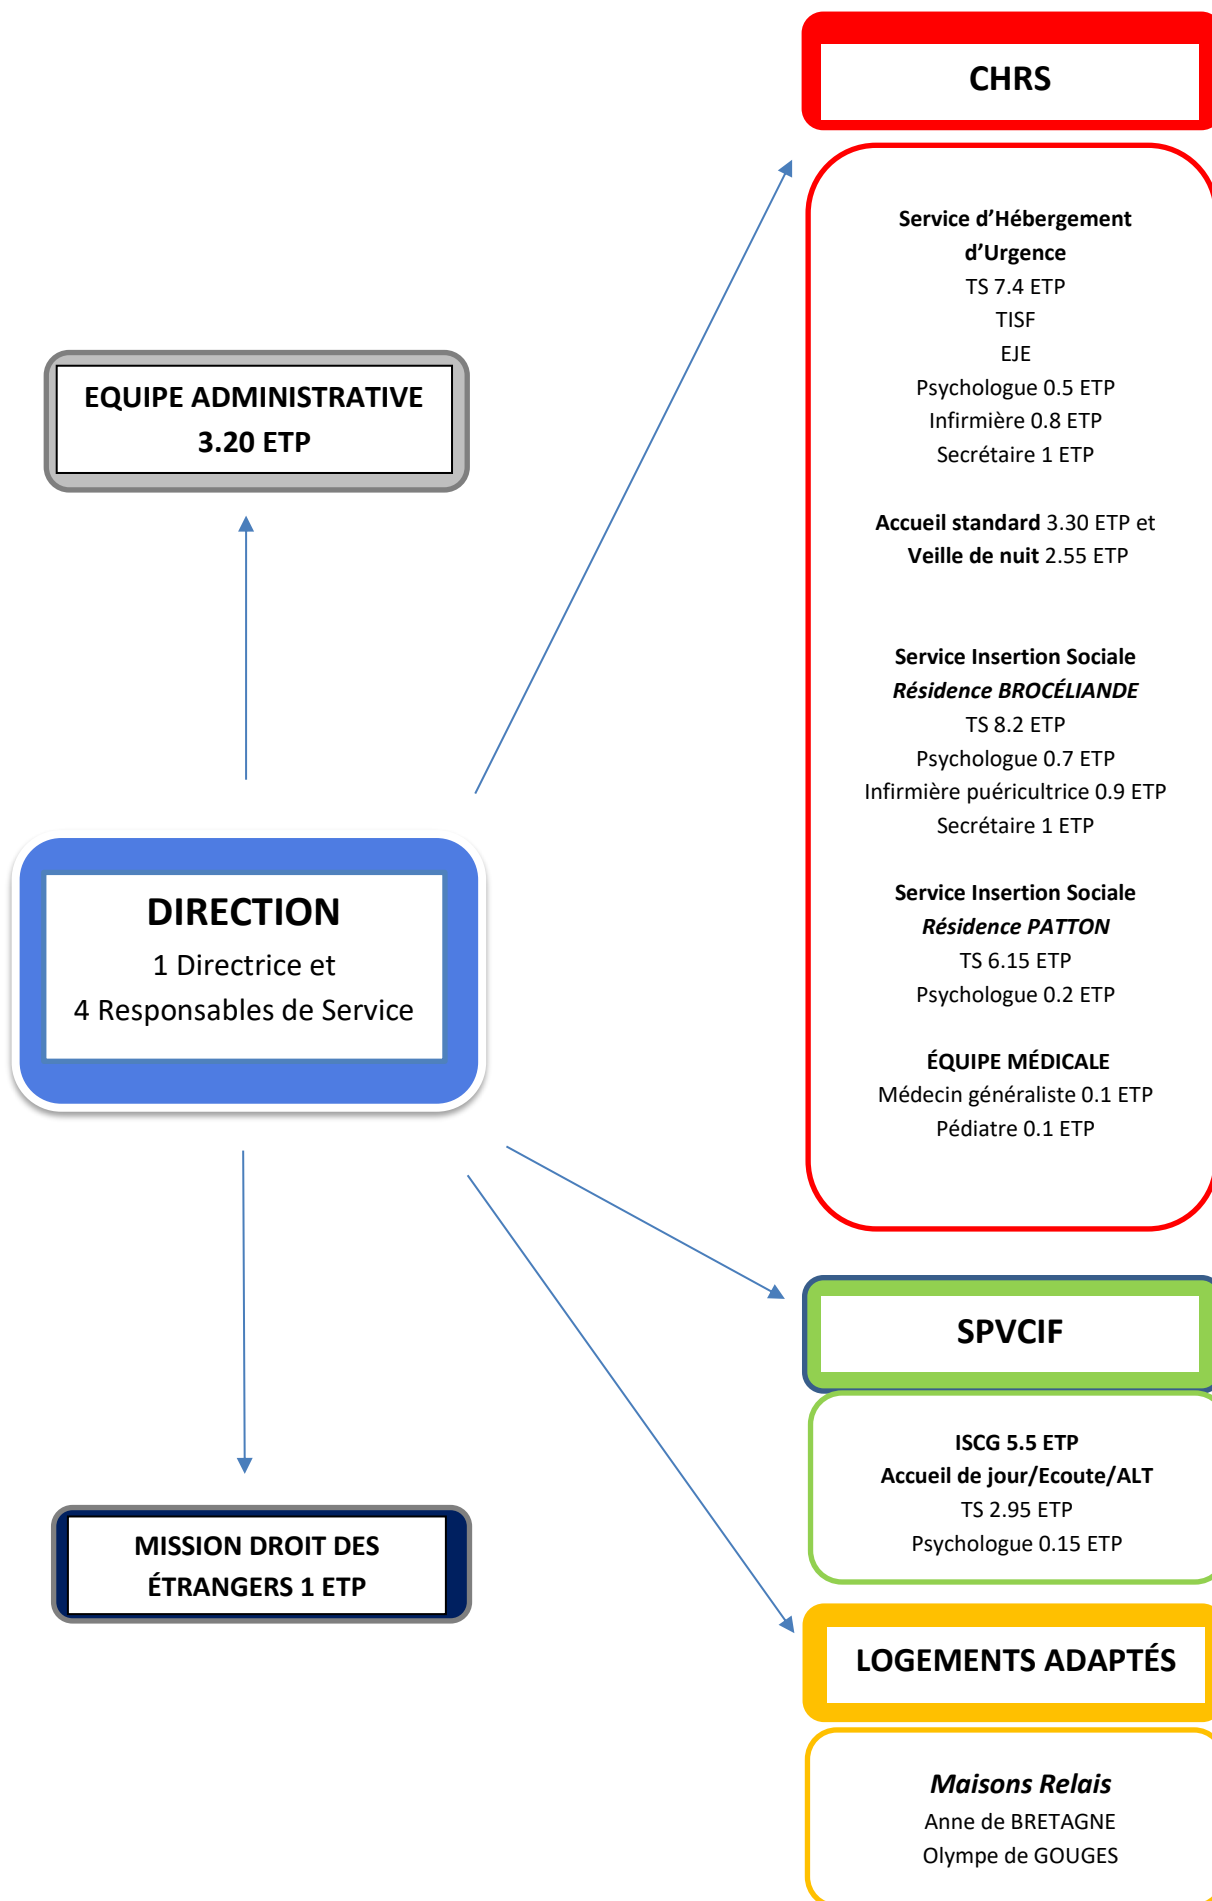 CHRS
Service d’Hébergement
d’Urgence
TS 7.4 ETP
TISF
EJE
Psychologue 0.5 ETP
Infirmière 0.8 ETP
Secrétaire 1 ETP
Accueil standard 3.30 ETP et
Veille de nuit 2.55 ETP
Service Insertion Sociale
Résidence BROCÉLIANDE
TS 8.2 ETP
Psychologue 0.7 ETP
Infirmière puéricultrice 0.9 ETP
Secrétaire 1 ETP
Service Insertion Sociale
Résidence PATTON
TS 6.15 ETP
Psychologue 0.2 ETP
ÉQUIPE MÉDICALE
Médecin généraliste 0.1 ETP
Pédiatre 0.1 ETP
EQUIPE ADMINISTRATIVE
3.20 ETP
DIRECTION
1 Directrice et
4 Responsables de Service
MISSION DROIT DES
ÉTRANGERS 1 ETP
SPVCIF
ISCG 5.5 ETP
Accueil de jour/Ecoute/ALT
TS 2.95 ETP
Psychologue 0.15 ETP
LOGEMENTS ADAPTÉS
Maisons Relais
Anne de BRETAGNE
Olympe de GOUGES